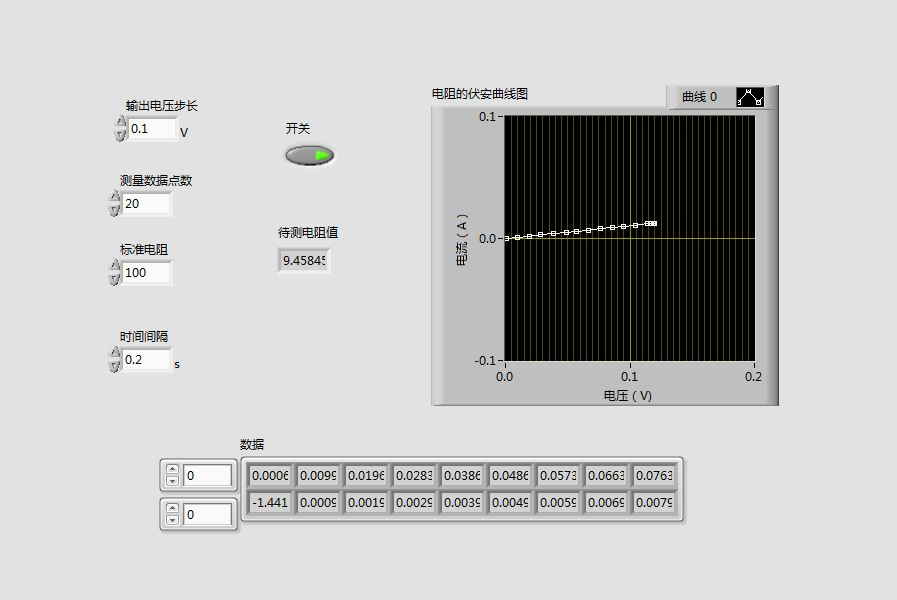 电阻的伏安曲线图
曲线 0
输出电压步长
0.1
V
开关
测量数据点数
20
标准电阻
100
待测电阻值
9.45845
时间间隔
0.2
s
0.1
0.0
-0.1
电流（A）
0.0
0.1
0.2
电压（V)
数据
0
0.0006 0.0099 0.0196 0.0283 0.0386 0.0486 0.0573 0.0663 0.0763
0
-1.441 0.0009 0.0019 0.0029 0.0039 0.0049 0.0059 0.0069 0.0079